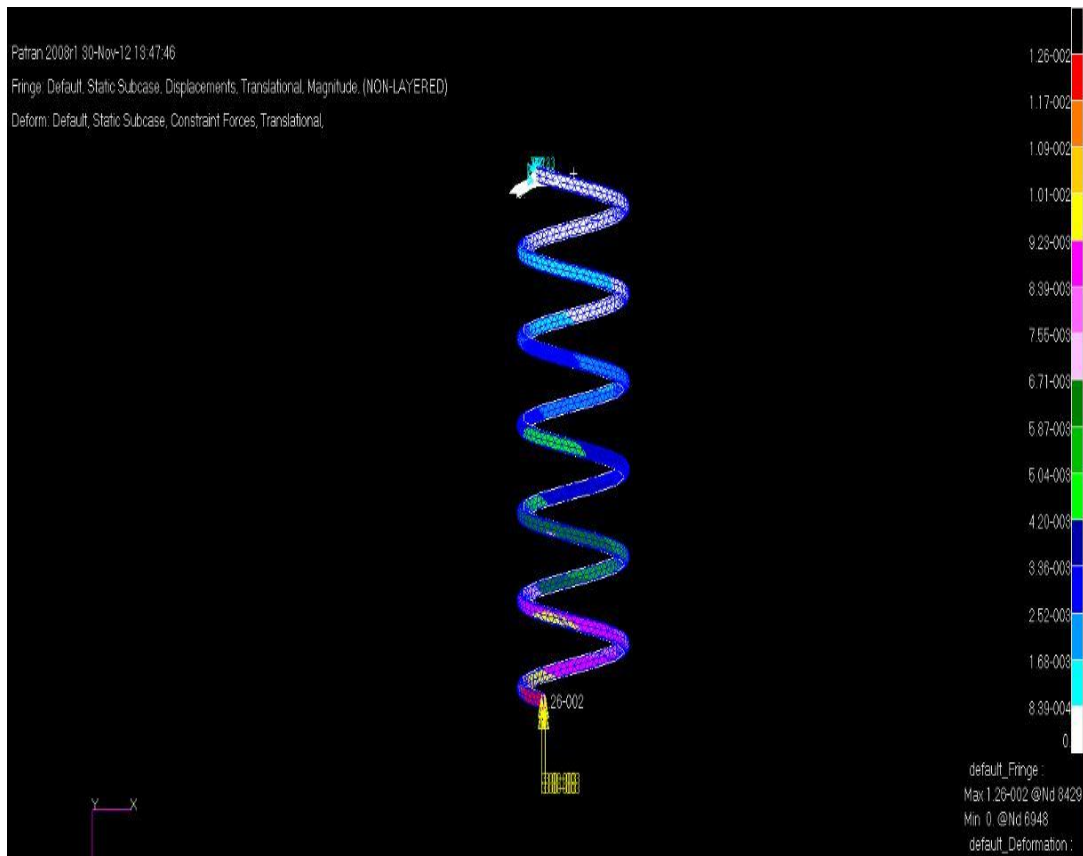 Patran 2008r1 30-Nov-12 13:47:46
Fringe: Default, Static Subcase, Displacements, Translational, Magnitude, (NON-LAYERED)
Deform: Default, Static Subcase, Constraint Forces, Translational,
1.26-002
1.17-002
1.09-002
1.01-002
9.23-003
8.39-003
7.55-003
6.71-003
5.87-003
5.04-003
4.20-003
3.36-003
2.52-003
1.68-003
8.39-004
0.
26-002
Y X
default_Fringe :
Max 1.26-002 @Nd 8429
Min 0. @Nd 6948
default_Deformation :